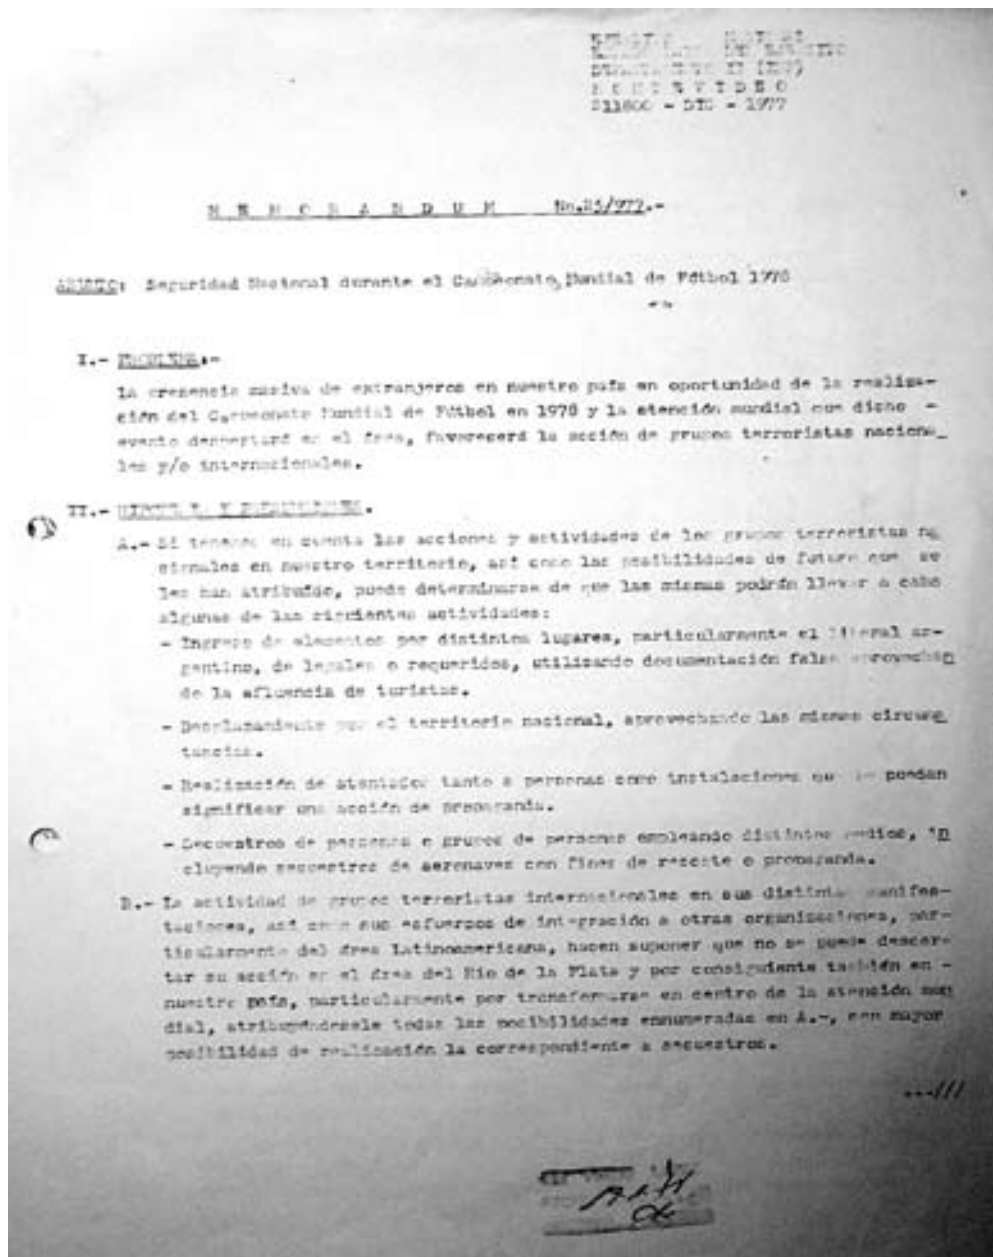 MONTEVIDEO
211800 - DIC - 1977
MEMORANDUM No.25/977.-
ASUNTO: Seguridad Nacional durante el Campeonato Mundial de Fútbol 1978
I.- PROBLEMA.-
La presencia masiva de extranjeros en nuestro país en oportunidad de la realiza-
ción del Campeonato Mundial de Fútbol en 1978 y la atención mundial que dicho -
evento despertará en el área, favorecerá la acción de grupos terroristas naciona_
les y/o internacionales.
II.-
A.- Si tenemos en cuenta las acciones y actividades de los grupos terroristas na
cionales en nuestro territorio, así como las posibilidades de futuro que se
les han atribuído, puede determinarse de que las mismas podrán llevar a cabo
algunas de las siguientes actividades:
- Ingreso de elementos por distintos lugares, particularmente el litoral ar-
gentino, de legales o requeridos, utilizando documentación falsa aprovechan
do la afluencia de turistas.
- Desplazamiento por el territorio nacional, aprovechando las mismas circuns
tancias.
- Realización de atentados tanto a personas como instalaciones que le puedan
significar una acción de propaganda.
- Secuestros de personas o grupos de personas empleando distintos medios, in
cluyendo secuestros de aeronaves con fines de rescate o propaganda.
B.- La actividad de grupos terroristas internacionales en sus distintas manifes-
taciones, así como sus esfuerzos de integración a otras organizaciones, par-
ticularmente del área Latinoamericana, hacen suponer que no se puede descar-
tar su acción en el área del Río de la Plata y por consiguiente también en -
nuestro país, particularmente por transformarse en centro de la atención mun
dial, atribuyéndosele todas las posibilidades ennumeradas en A.-, con mayor
posibilidad de realización la correspondiente a secuestros.
---///